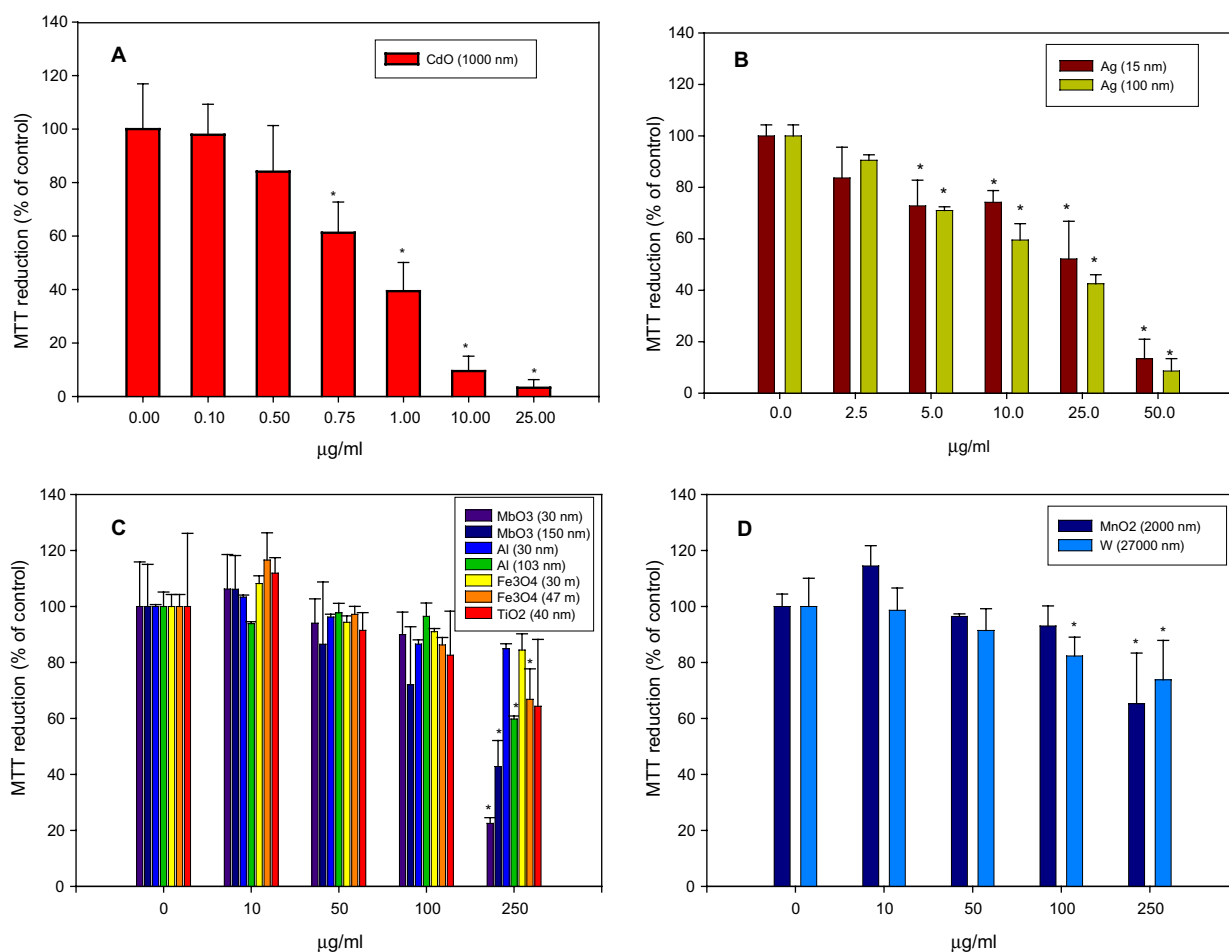 A
CdO (1000 nm)
MTT reduction (% of control)
140
120
100
80
60
40
20
0
*
*
*
*
0.00 0.10 0.50 0.75 1.00 10.00 25.00
µg/ml
B
Ag (15 nm)
Ag (100 nm)
MTT reduction (% of control)
140
120
100
80
60
40
20
0
* * * * * * * *
0.0 2.5 5.0 10.0 25.0 50.0
µg/ml
C
MbO3 (30 nm)
MbO3 (150 nm)
Al (30 nm)
Al (103 nm)
Fe3O4 (30 m)
Fe3O4 (47 m)
TiO2 (40 nm)
MTT reduction (% of control)
140
120
100
80
60
40
20
0
* * * *
0 10 50 100 250
µg/ml
D
MnO2 (2000 nm)
W (27000 nm)
MTT reduction (% of control)
140
120
100
80
60
40
20
0
* * *
0 10 50 100 250
µg/ml